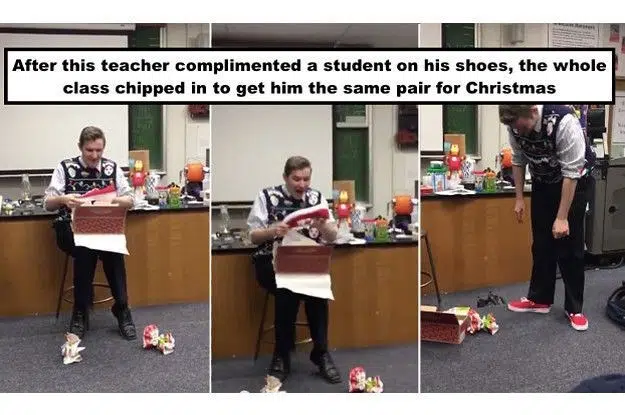 After this teacher complimented a student on his shoes, the whole
class chipped in to get him the same pair for Christmas